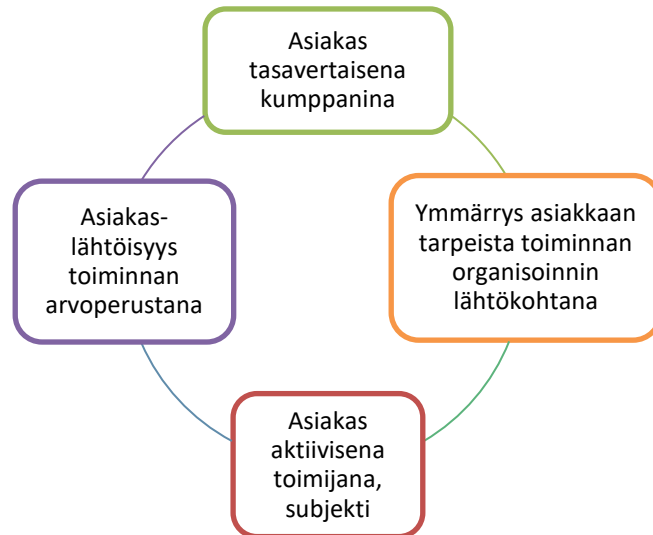 Asiakas
tasavertaisena
kumppanina
Asiakas-
lähtöisyys
toiminnan
arvoperustana
Ymmärrys asiakkaan
tarpeista toiminnan
organisoinnin
lähtökohtana
Asiakas
aktiivisena
toimijana,
subjekti